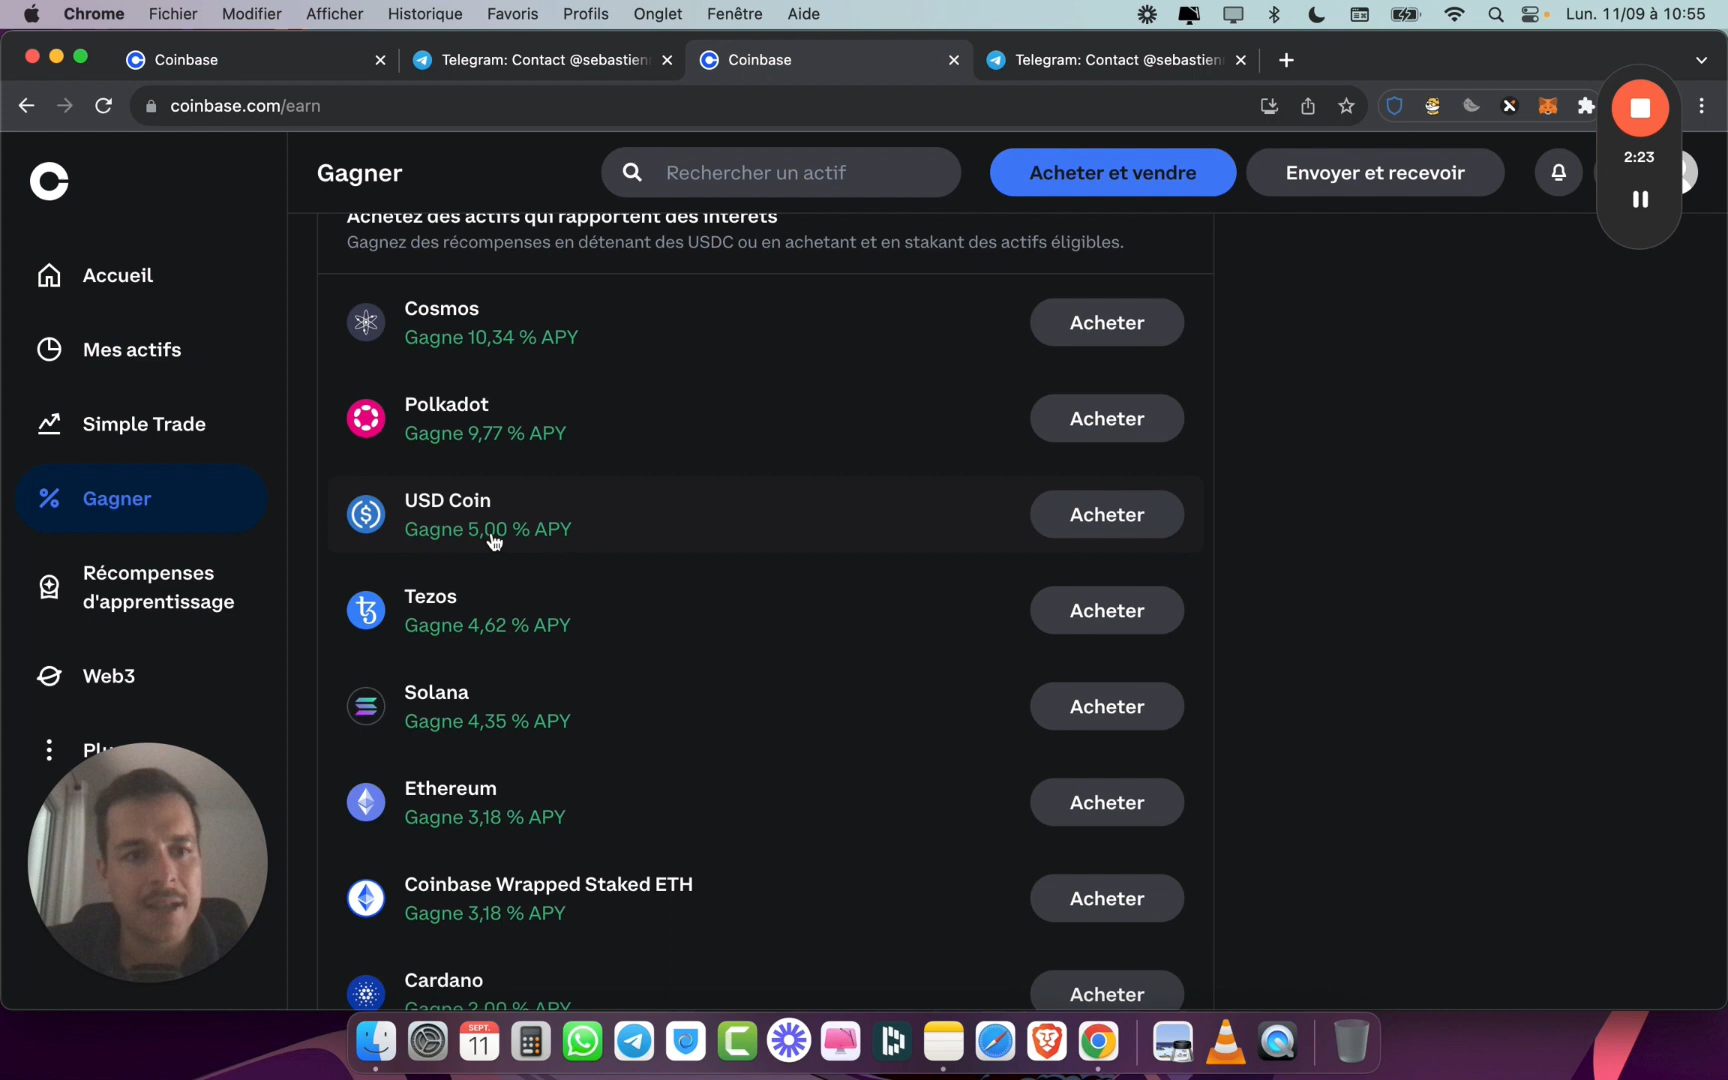 Chrome Fichier Modifier Afficher Historique Favoris Profils Onglet Fenêtre Aide Lun. 11/09 à 10:55
Coinbase Telegram: Contact @sebastien Coinbase Telegram: Contact @sebastien
coinbase.com/earn
2:23
Gagner Rechercher un actif Acheter et vendre Envoyer et recevoir
Achetez des actifs qui rapportent des intérêts
Gagnez des récompenses en détenant des USDC ou en achetant et en stakant des actifs éligibles.
Accueil
Mes actifs
Simple Trade
Gagner
Récompenses
d'apprentissage
Web3
Cosmos
Gagne 10,34 % APY
Acheter
Polkadot
Gagne 9,77 % APY
Acheter
USD Coin
Gagne 5,00 % APY
Acheter
Tezos
Gagne 4,62 % APY
Acheter
Solana
Gagne 4,35 % APY
Acheter
Ethereum
Gagne 3,18 % APY
Acheter
Coinbase Wrapped Staked ETH
Gagne 3,18 % APY
Acheter
Cardano
Gagne 2,00 % APY
Acheter
SEPT.
11